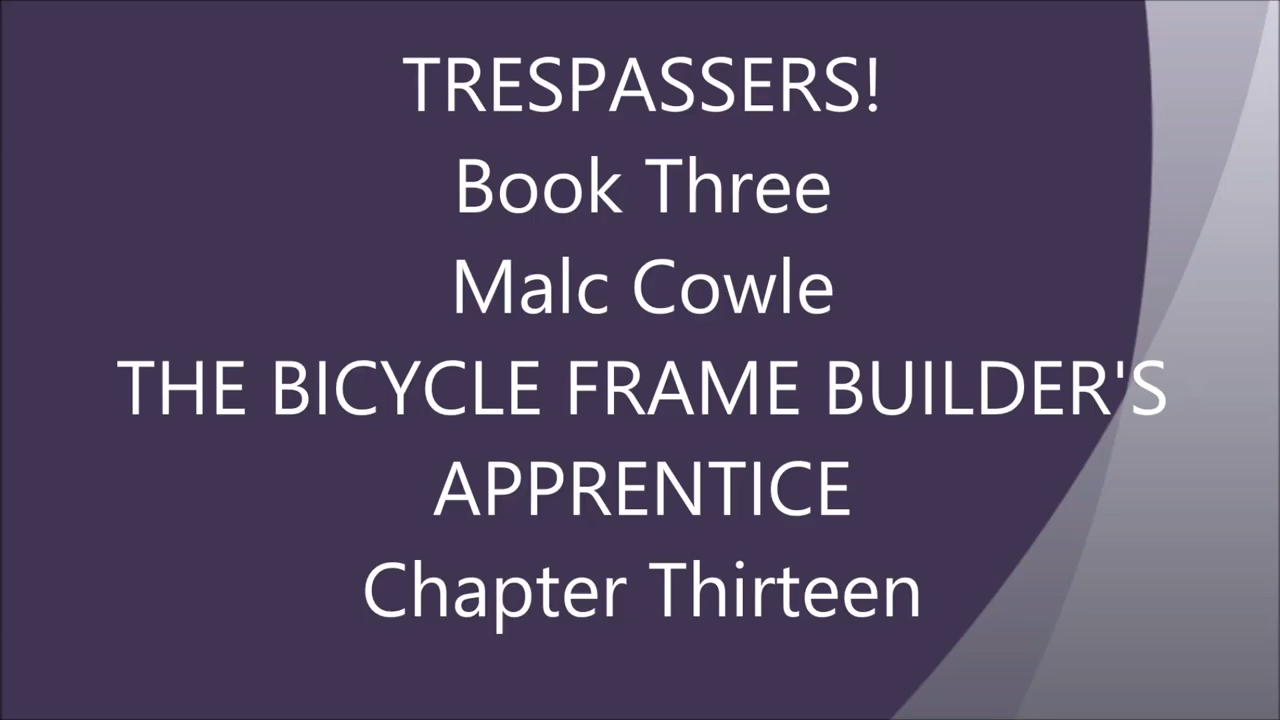 TRESPASSERS!
Book Three
Malc Cowle
THE BICYCLE FRAME BUILDER'S
APPRENTICE
Chapter Thirteen